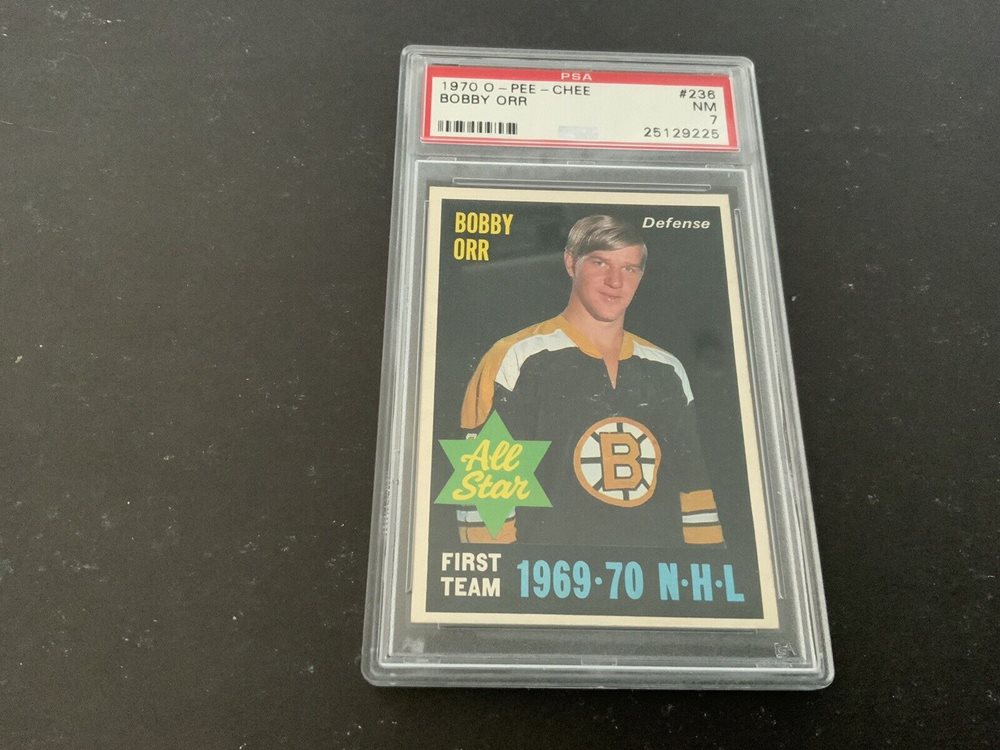 PSA
1970 O-PEE-CHEE #236
BOBBY ORR NM
7
25129225
BOBBY
ORR
Defense
B
All
Star
FIRST
TEAM
1969·70 N·H·L